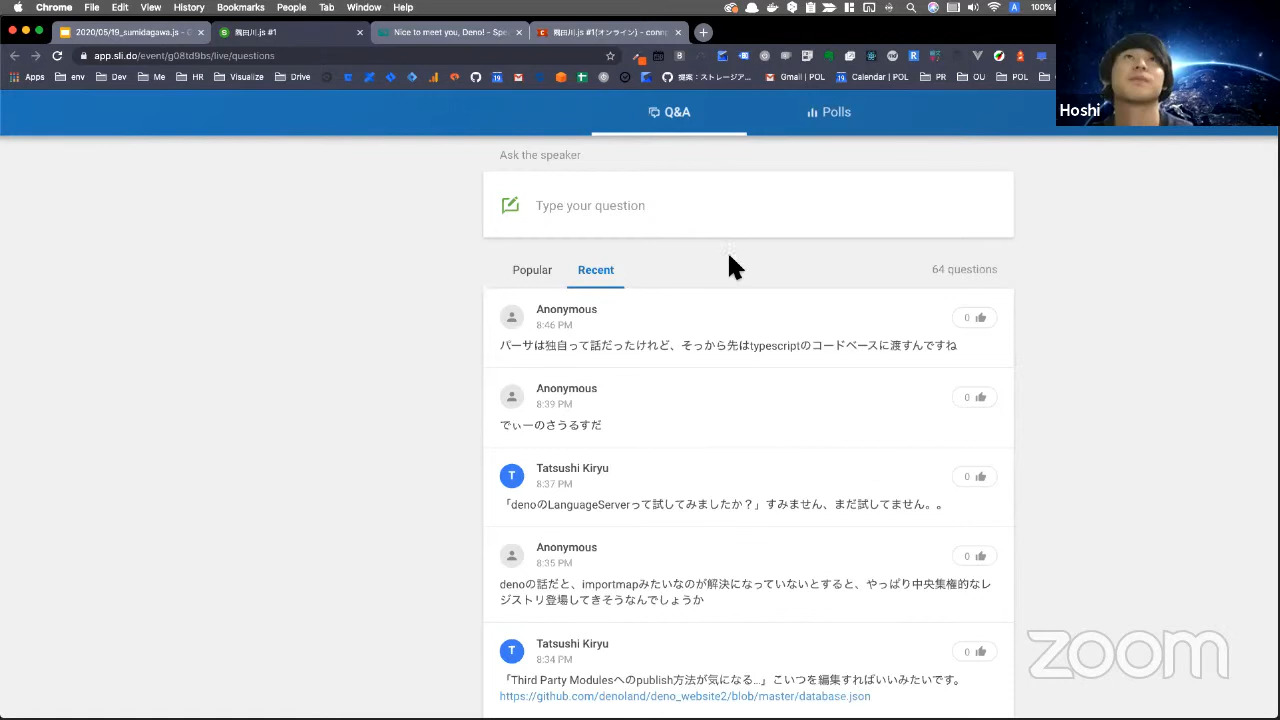 Chrome File Edit View History Bookmarks People Tab Window Help 100%
2020/05/19_sumidagawa.js - G
隅田川.js #1
Nice to meet you, Deno! - Spe
隅田川.js #1(オンライン) - conn
app.sli.do/event/g08td9bs/live/questions
Apps env Dev Me HR Visualize Drive 提案：ストレージア... Gmail | POL Calendar | POL PR OU POL
Hoshi
Q&A Polls
Ask the speaker
Type your question
Popular Recent 64 questions
Anonymous
8:46 PM
0
パーサは独自って話だったけれど、そっから先はtypescriptのコードベースに渡すんですね
Anonymous
8:39 PM
0
でぃーのさうるすだ
T
Tatsushi Kiryu
8:37 PM
0
「denoのLanguageServerって試してみましたか？」すみません、まだ試してません。。
Anonymous
8:35 PM
0
denoの話だと、importmapみたいなのが解決になっていないとすると、やっぱり中央集権的なレ
ジストリ登場してきそうなんでしょうか
T
Tatsushi Kiryu
8:34 PM
0
「Third Party Modulesへのpublish方法が気になる...」こいつを編集すればいいみたいです。
https://github.com/denoland/deno_website2/blob/master/database.json
zoom